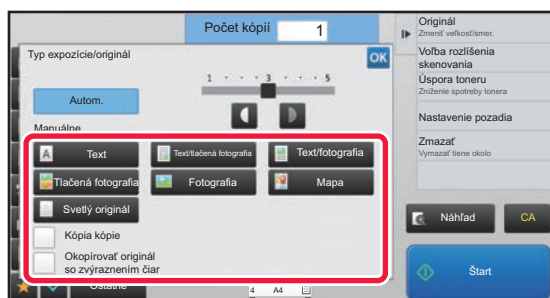 Počet kópií
1
Typ expozície/originál
OK
1 3 5
Autom.
Manuálne
A
Text
Text/tlačená fotografia
Text/fotografia
Tlačená fotografia
Fotografia
Mapa
Svetlý originál
Kópia kópie
Okopírovať originál
so zvýraznením čiar
Ostatné
4 A4
Originál
Zmeniť veľkosť/smer.
Voľba rozlíšenia
skenovania
Úspora toneru
Zníženie spotreby tonera
Nastavenie pozadia
Zmazať
Vymazať tiene okolo
Náhľad
CA
Štart